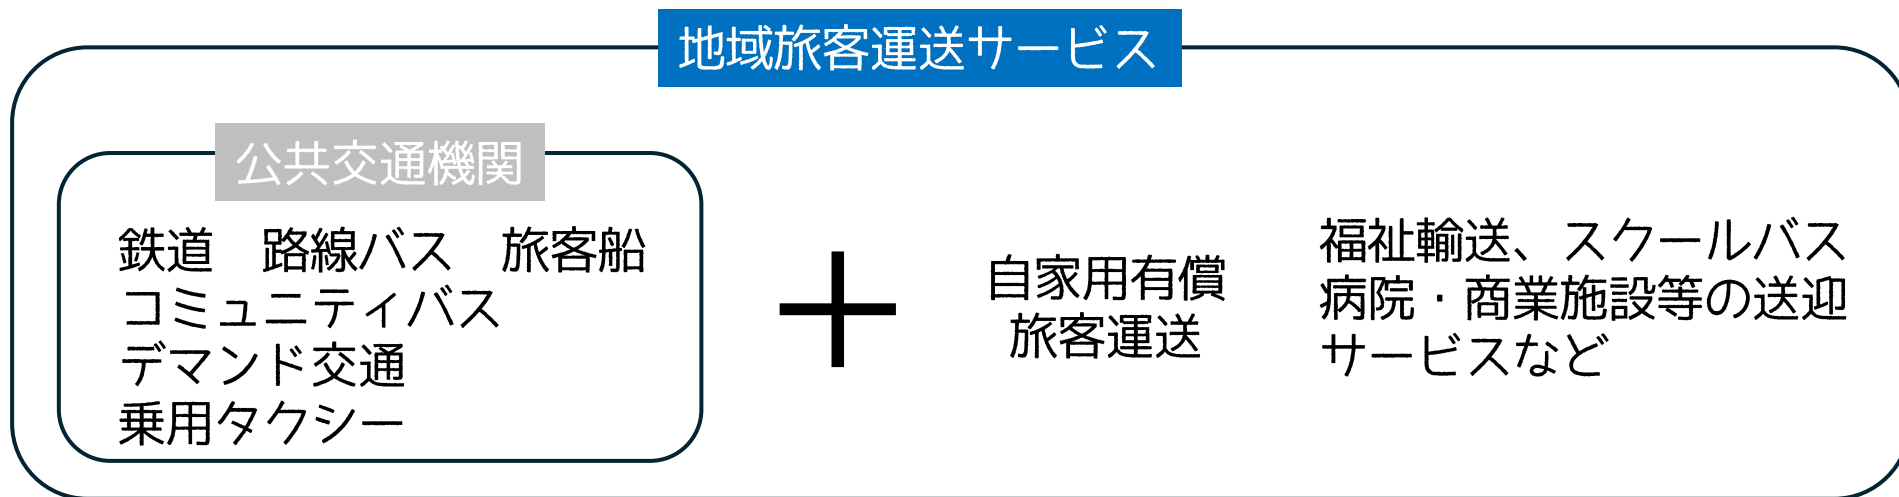 地域旅客運送サービス
公共交通機関
鉄道　路線バス　旅客船
コミュニティバス
デマンド交通
乗用タクシー
＋
自家用有償
旅客運送
福祉輸送、スクールバス
病院・商業施設等の送迎
サービスなど